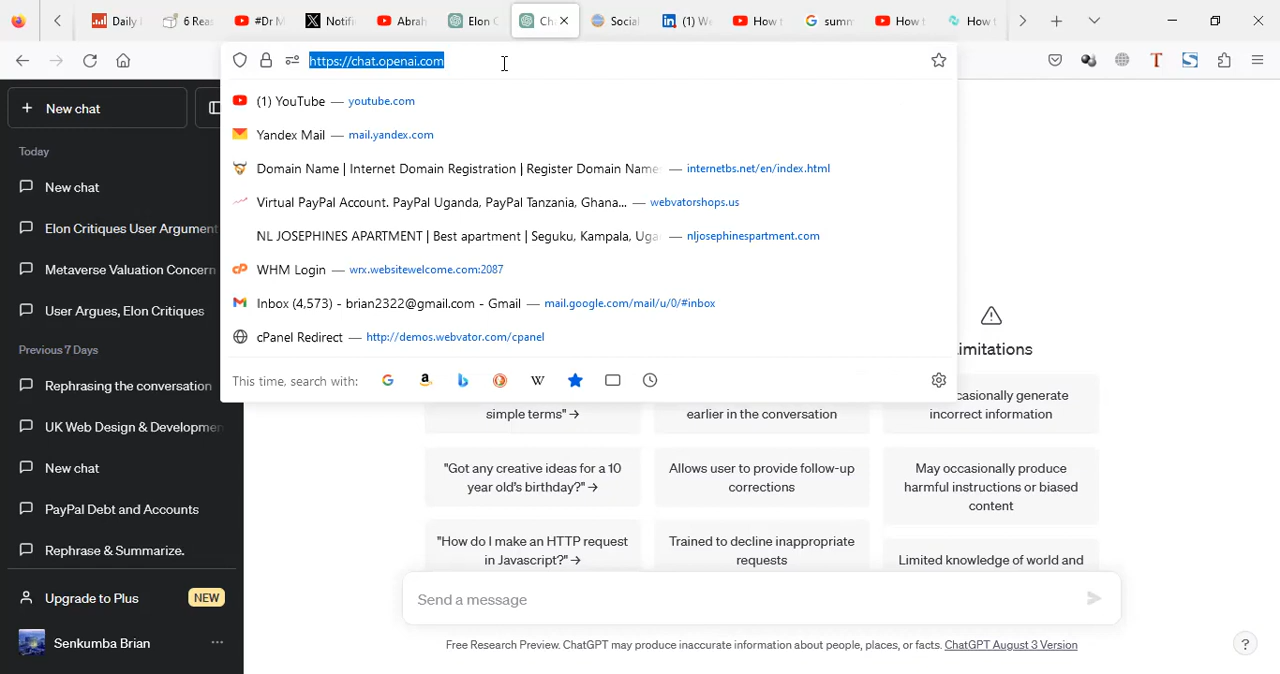 Daily
6 Reas
#Dr M
Notifi
Abrah
Elon C
Cha
Social
(1) We
How t
summ
How t
How t
https://chat.openai.com
(1) YouTube — youtube.com
Yandex Mail — mail.yandex.com
Domain Name | Internet Domain Registration | Register Domain Name — internetbs.net/en/index.html
Virtual PayPal Account. PayPal Uganda, PayPal Tanzania, Ghana... — webvatorshops.us
NL JOSEPHINES APARTMENT | Best apartment | Seguku, Kampala, Uga — nljosephinespartment.com
WHM Login — wrx.websitewelcome.com:2087
Inbox (4,573) - brian2322@gmail.com - Gmail — mail.google.com/mail/u/0/#inbox
cPanel Redirect — http://demos.webvator.com/cpanel
This time, search with:
New chat
Today
New chat
Elon Critiques User Argument
Metaverse Valuation Concern
User Argues, Elon Critiques
Previous 7 Days
Rephrasing the conversation
UK Web Design & Developmen
New chat
PayPal Debt and Accounts
Rephrase & Summarize.
Upgrade to Plus NEW
Senkumba Brian
simple terms" →
"Got any creative ideas for a 10
year old's birthday?" →
"How do I make an HTTP request
in Javascript?" →
earlier in the conversation
Allows user to provide follow-up
corrections
Trained to decline inappropriate
requests
Limitations
occasionally generate
incorrect information
May occasionally produce
harmful instructions or biased
content
Limited knowledge of world and
Send a message
Free Research Preview. ChatGPT may produce inaccurate information about people, places, or facts. ChatGPT August 3 Version
?